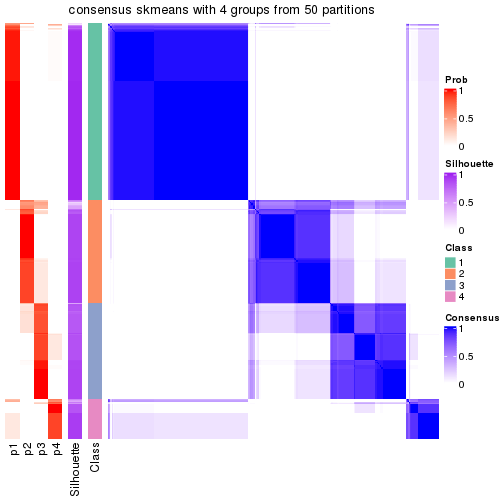 consensus skmeans with 4 groups from 50 partitions
Prob
1
0.5
0
Silhouette
1
0.5
0
Class
1
2
3
4
Consensus
1
0.5
0
p1
p2
p3
p4
Silhouette
Class